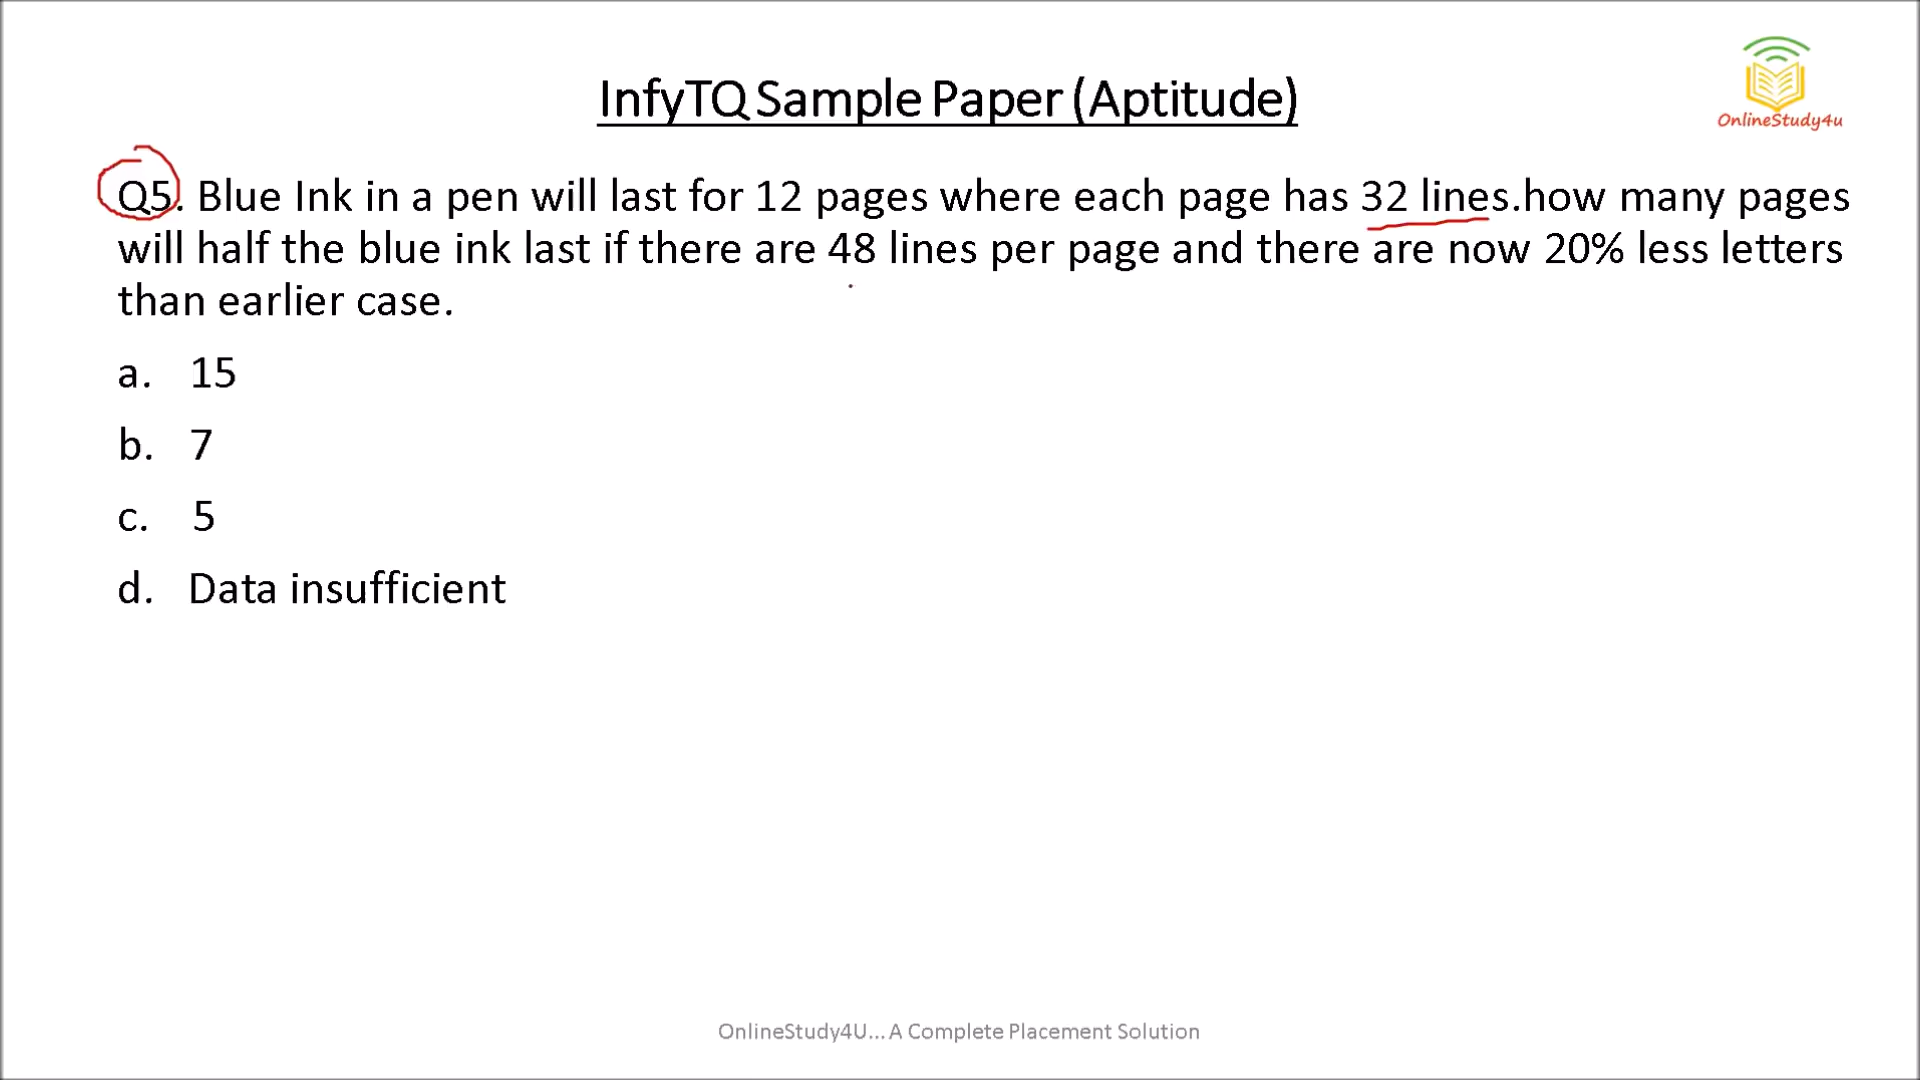 InfyTQ Sample Paper (Aptitude)
OnlineStudy4u
Q5. Blue Ink in a pen will last for 12 pages where each page has 32 lines.how many pages
will half the blue ink last if there are 48 lines per page and there are now 20% less letters
than earlier case.
a. 15
b. 7
c. 5
d. Data insufficient
OnlineStudy4U... A Complete Placement Solution